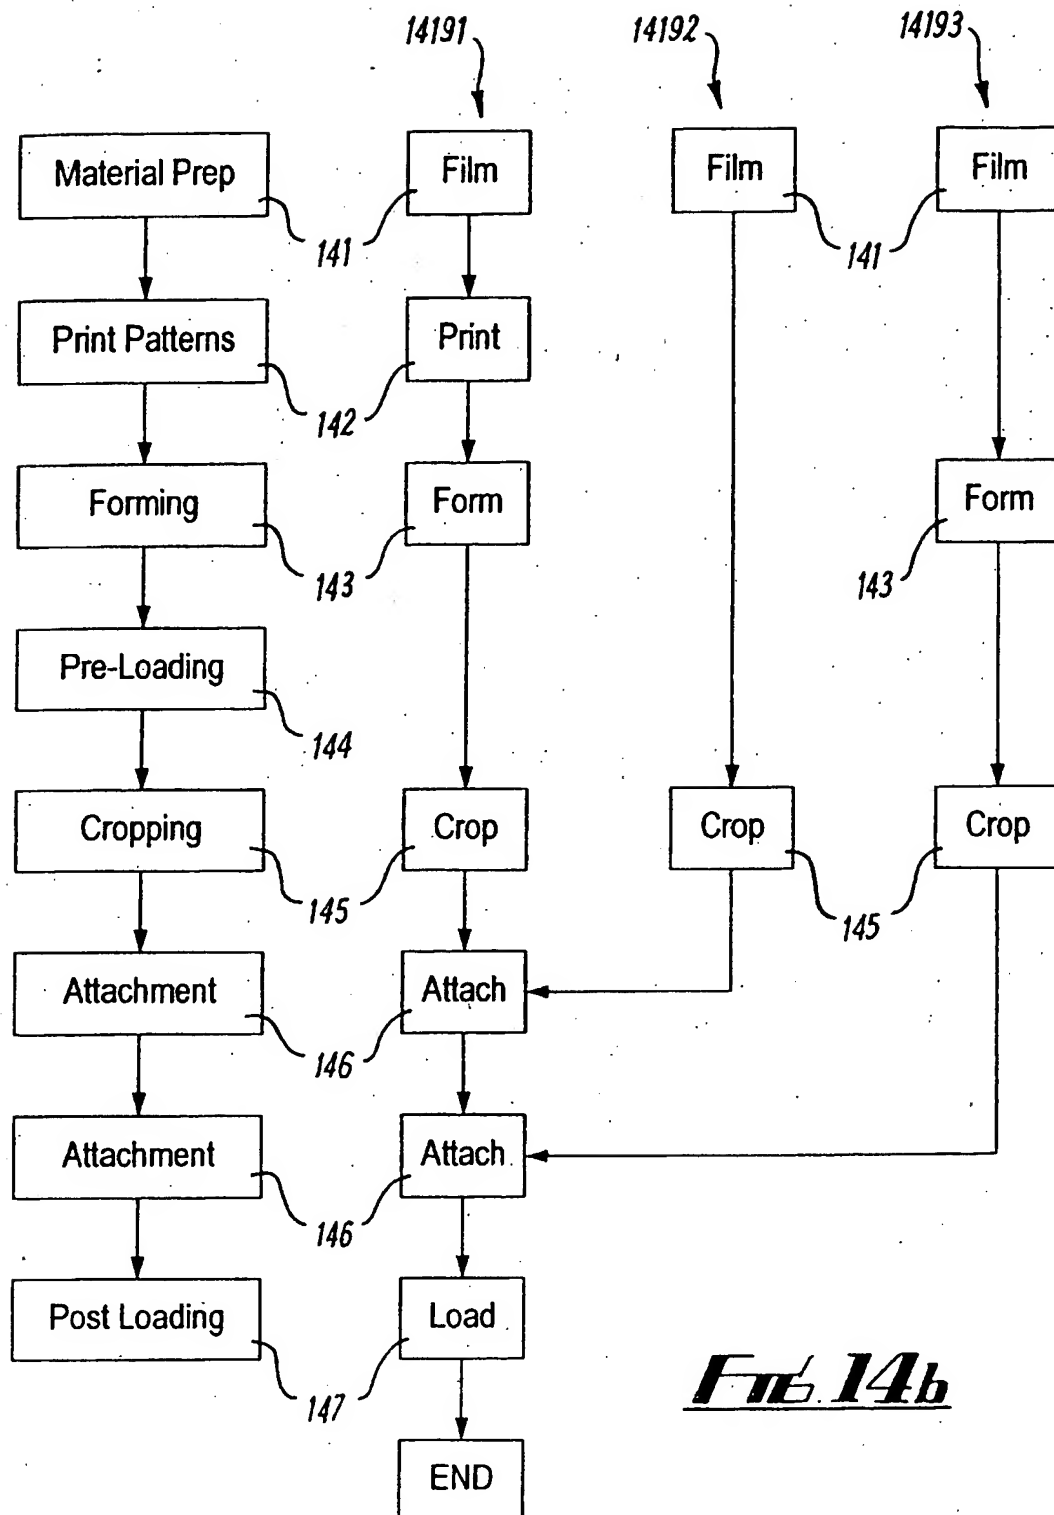 14191 14192 14193
Material Prep Film Film Film
141 141
Print Patterns Print
142
Forming Form Form
143 143
Pre-Loading
144
Cropping Crop Crop Crop
145 145
Attachment Attach
146
Attachment Attach
146
Post Loading Load
147
END
FIG. 14b